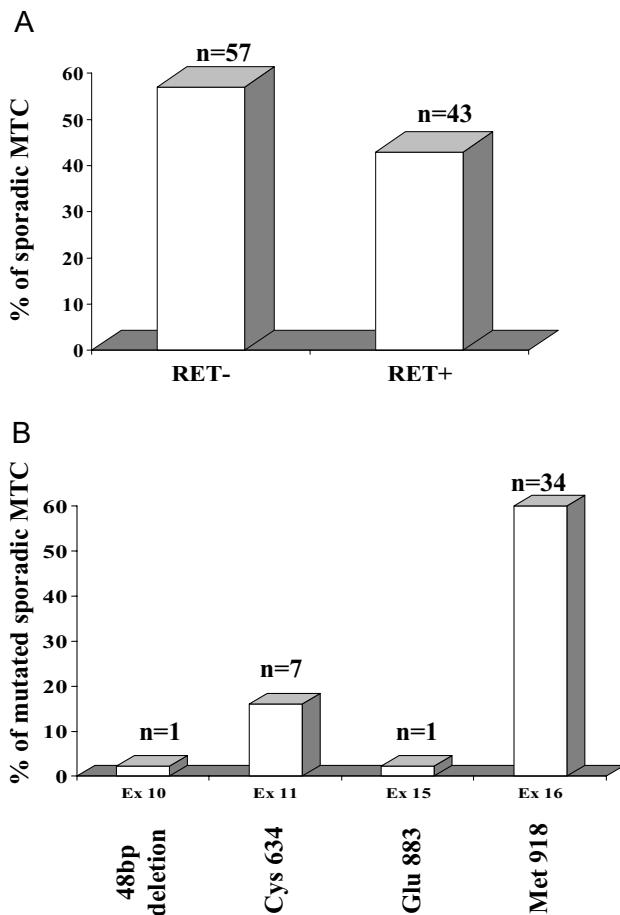 A
n=57
n=43
60
50
40
30
20
10
0
% of sporadic MTC
RET-
RET+
B
n=34
n=7
n=1
n=1
60
50
40
30
20
10
0
% of mutated sporadic MTC
Ex 10
Ex 11
Ex 15
Ex 16
48bp
deletion
Cys 634
Glu 883
Met 918